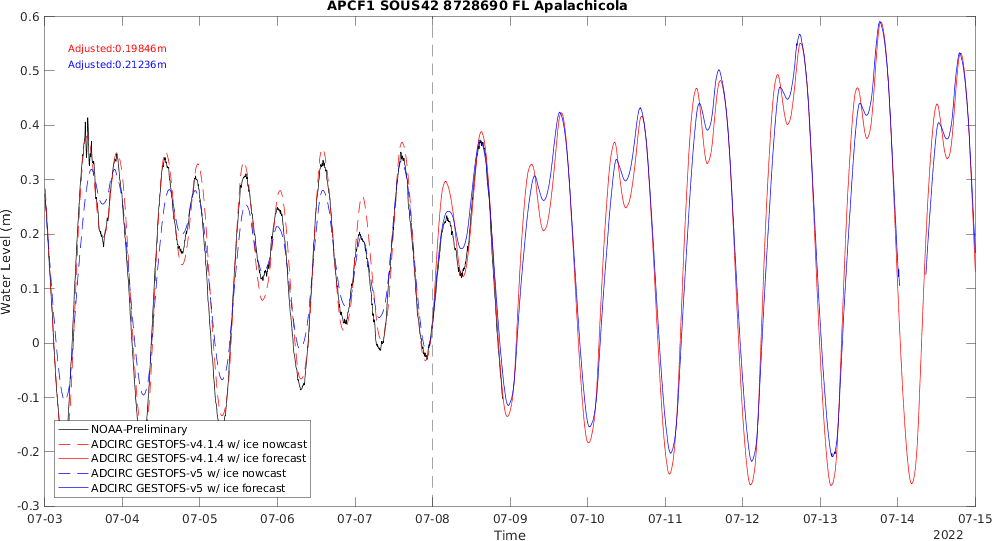 APCF1 SOUS42 8728690 FL Apalachicola
0.6
Adjusted:0.19846m
Adjusted:0.21236m
0.5
0.4
0.3
0.2
0.1
0
-0.1
-0.2
-0.3
Water Level (m)
NOAA-Preliminary
ADCIRC GESTOFS-v4.1.4 w/ ice nowcast
ADCIRC GESTOFS-v4.1.4 w/ ice forecast
ADCIRC GESTOFS-v5 w/ ice nowcast
ADCIRC GESTOFS-v5 w/ ice forecast
07-03 07-04 07-05 07-06 07-07 07-08 07-09 07-10 07-11 07-12 07-13 07-14 07-15
Time
2022